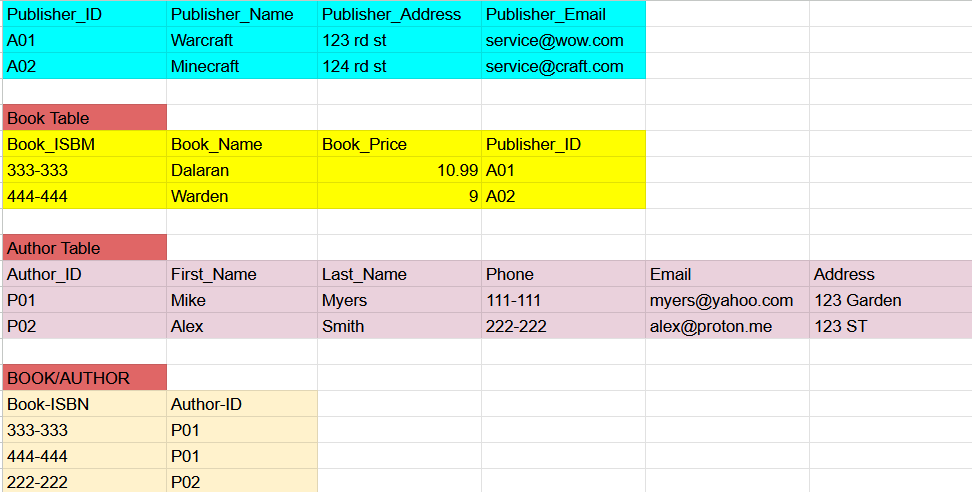 Publisher_ID Publisher_Name Publisher_Address Publisher_Email
A01 Warcraft 123 rd st service@wow.com
A02 Minecraft 124 rd st service@craft.com
Book Table
Book_ISBM Book_Name Book_Price Publisher_ID
333-333 Dalaran 10.99 A01
444-444 Warden 9 A02
Author Table
Author_ID First_Name Last_Name Phone Email Address
P01 Mike Myers 111-111 myers@yahoo.com 123 Garden
P02 Alex Smith 222-222 alex@proton.me 123 ST
BOOK/AUTHOR
Book-ISBN Author-ID
333-333 P01
444-444 P01
222-222 P02